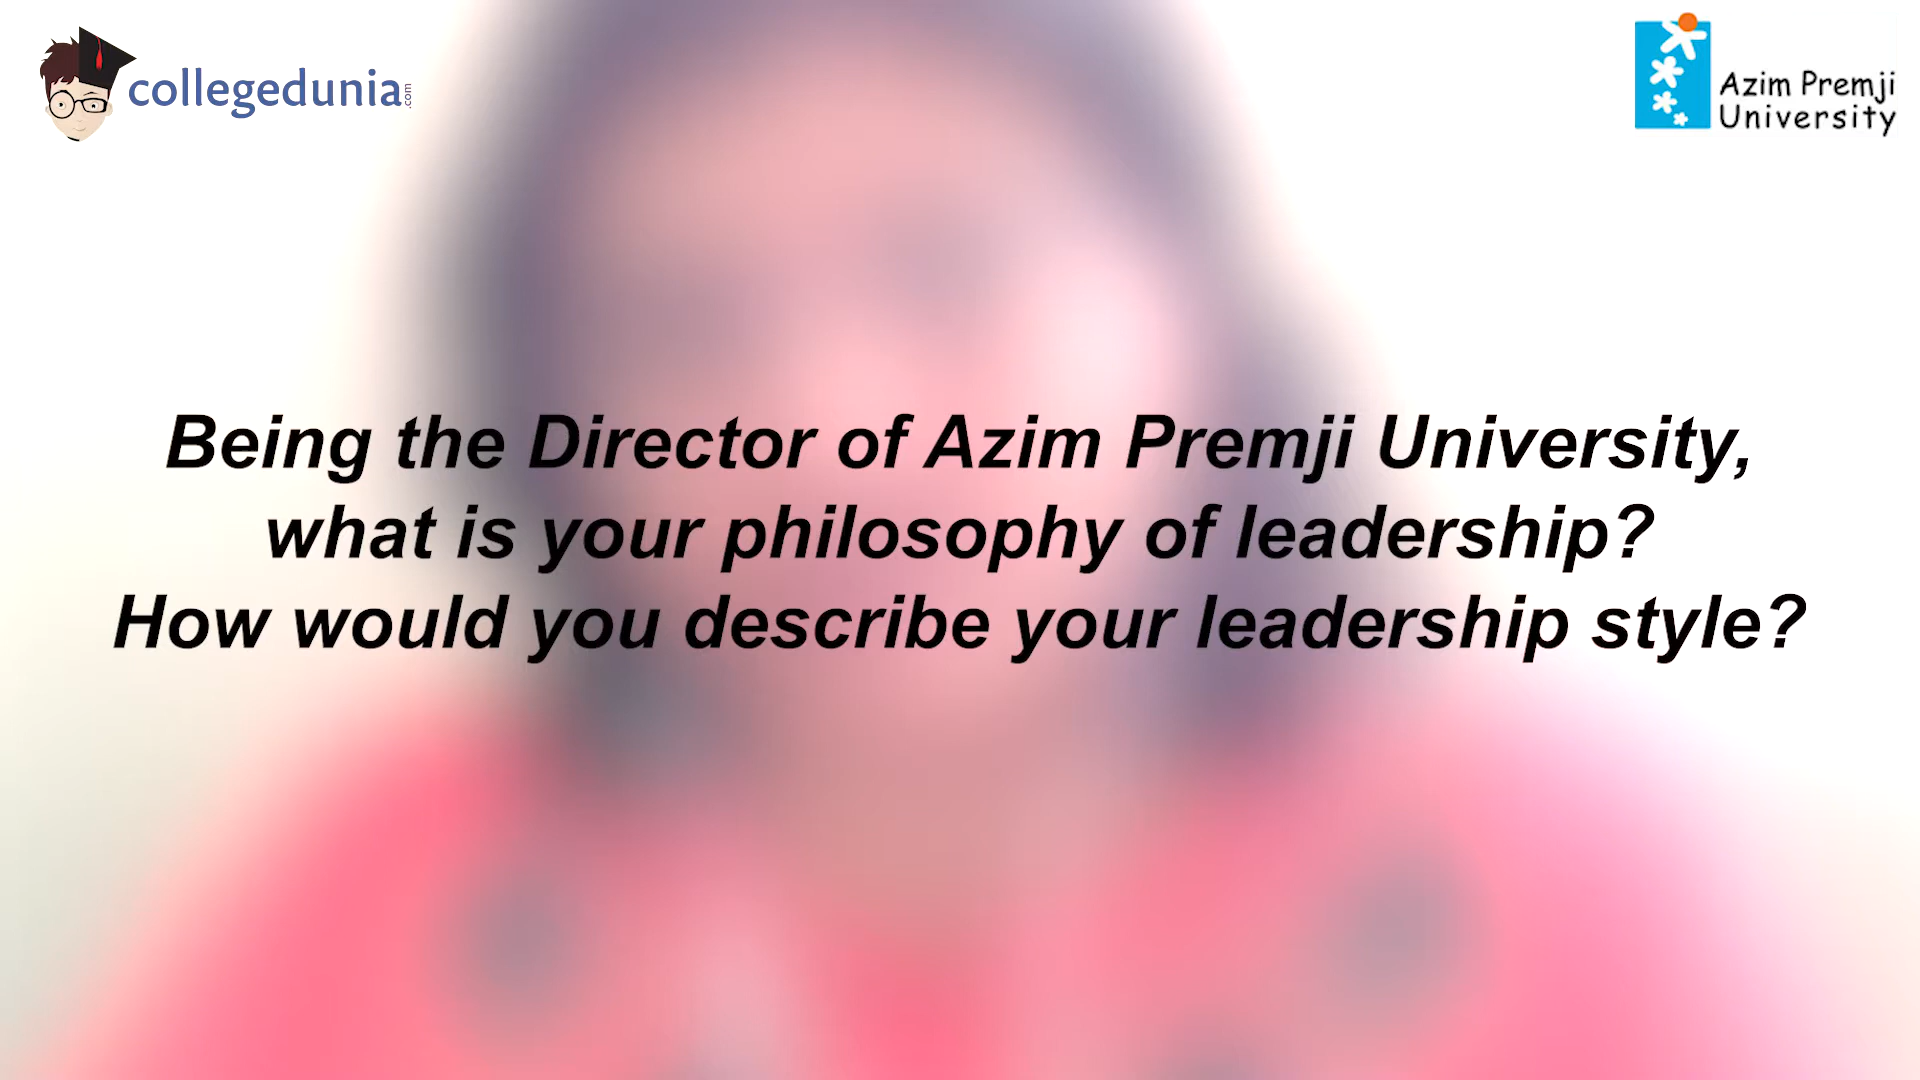 collegedunia
.com
Azim Premji
University
Being the Director of Azim Premji University,
what is your philosophy of leadership?
How would you describe your leadership style?